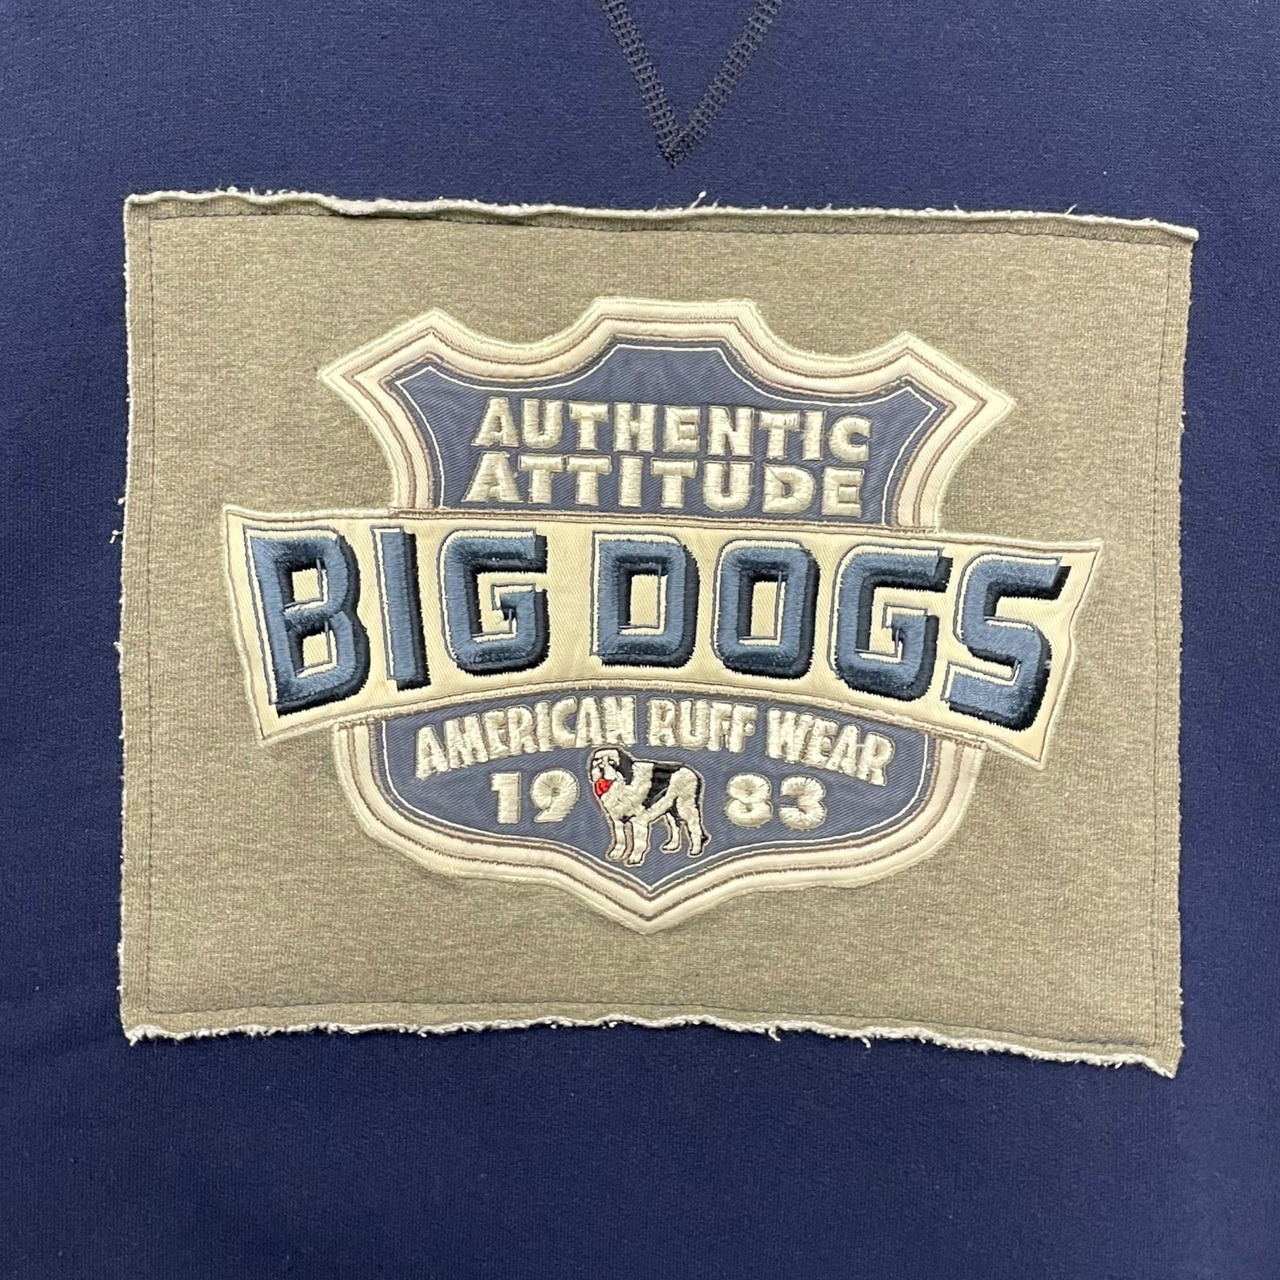 AUTHENTIC
ATTITUDE
BIG DOGS
AMERICAN RUFF WEAR
19 83